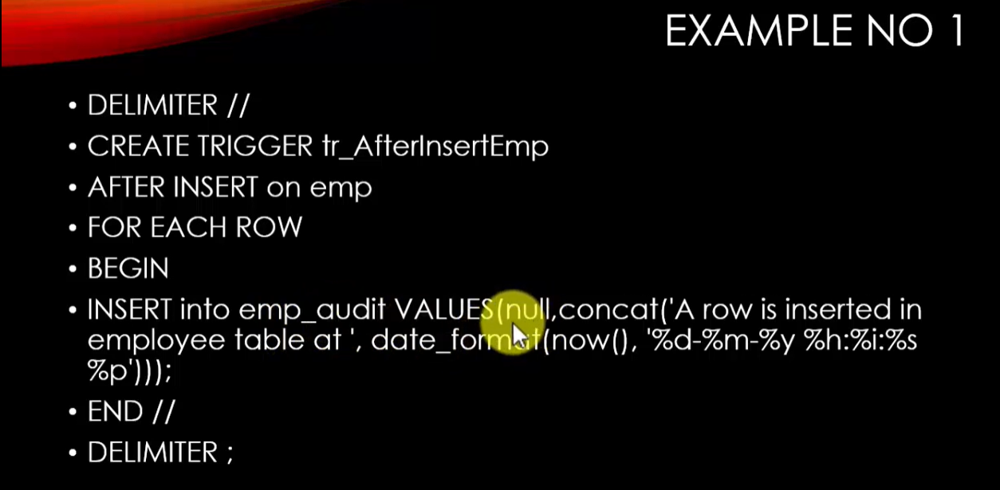 EXAMPLE NO 1
• DELIMITER //
• CREATE TRIGGER tr_AfterInsertEmp
• AFTER INSERT on emp
• FOR EACH ROW
• BEGIN
• INSERT into emp_audit VALUES(null,concat('A row is inserted in
employee table at ', date_format(now(), '%d-%m-%y %h:%i:%s
%p')));
• END //
• DELIMITER ;